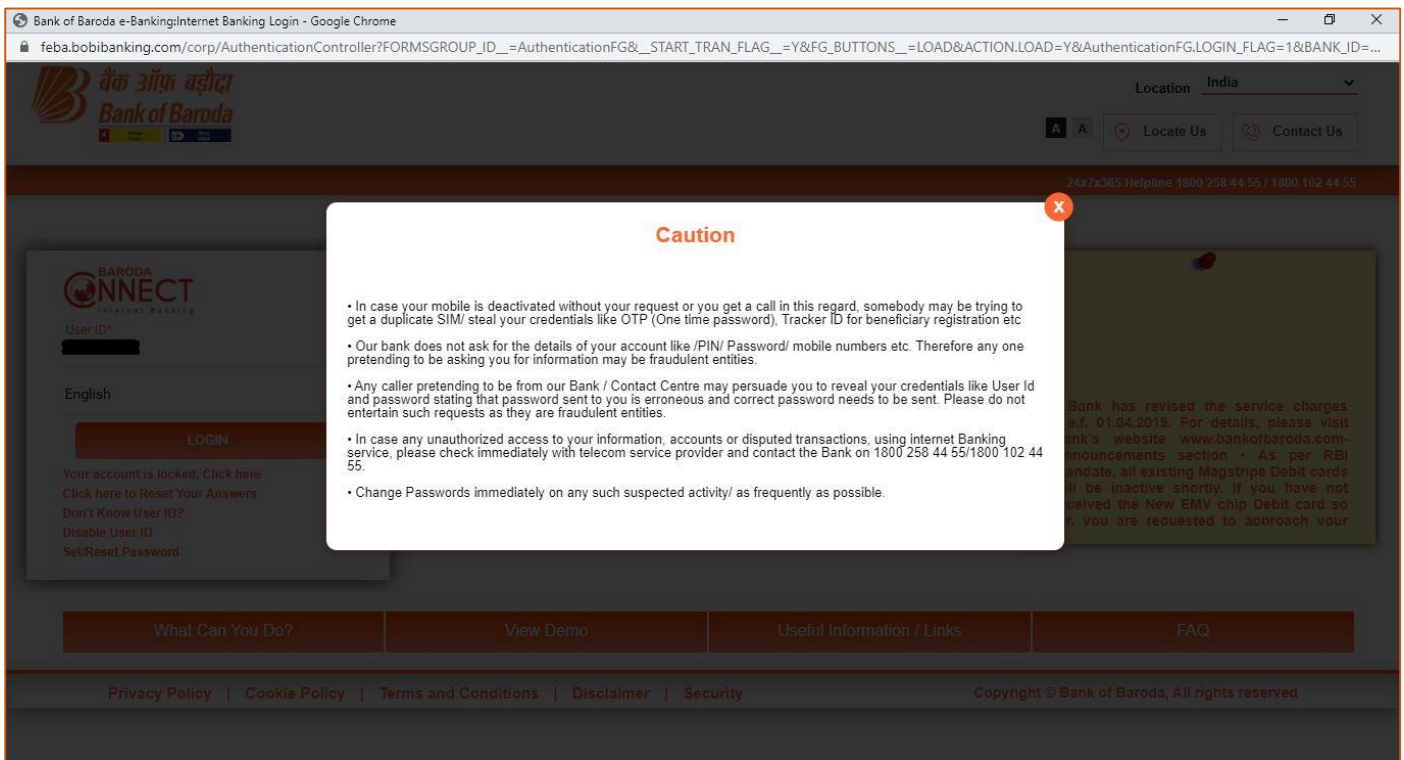 Bank of Baroda e-Banking:Internet Banking Login - Google Chrome
feba.bobibanking.com/corp/AuthenticationController?FORMSGROUP_ID__=AuthenticationFG&__START_TRAN_FLAG__=Y&FG_BUTTONS__=LOAD&ACTION.LOAD=Y&AuthenticationFG.LOGIN_FLAG=1&BANK_ID=...
बैंक ऑफ़ बड़ौदा
Bank of Baroda
Location India
A A Locate Us Contact Us
24x7x365 Helpline 1800 258 44 55 / 1800 102 44 55
X
Caution
• In case your mobile is deactivated without your request or you get a call in this regard, somebody may be trying to
get a duplicate SIM/ steal your credentials like OTP (One time password), Tracker ID for beneficiary registration etc
• Our bank does not ask for the details of your account like /PIN/ Password/ mobile numbers etc. Therefore any one
pretending to be asking you for information may be fraudulent entities.
• Any caller pretending to be from our Bank / Contact Centre may persuade you to reveal your credentials like User Id
and password stating that password sent to you is erroneous and correct password needs to be sent. Please do not
entertain such requests as they are fraudulent entities.
• In case any unauthorized access to your information, accounts or disputed transactions, using internet Banking
service, please check immediately with telecom service provider and contact the Bank on 1800 258 44 55/1800 102 44
55.
• Change Passwords immediately on any such suspected activity/ as frequently as possible.
BARODA
CONNECT
Internet Banking
User ID*
English
LOGIN
Your account is locked, Click here
Click here to Reset Your Answers
Don't Know User ID?
Disable User ID
Set/Reset Password
Bank has revised the service charges
e.f. 01.04.2019. For details, please visit
website www.bankofbaroda.com-
section • As per RBI
all existing Magstripe Debit cards
be inactive shortly. If you have not
the New EMV chip Debit card so
you are requested to approach your
What Can You Do?
View Demo
Useful Information / Links
FAQ
Privacy Policy | Cookie Policy | Terms and Conditions | Disclaimer | Security
Copyright © Bank of Baroda, All rights reserved